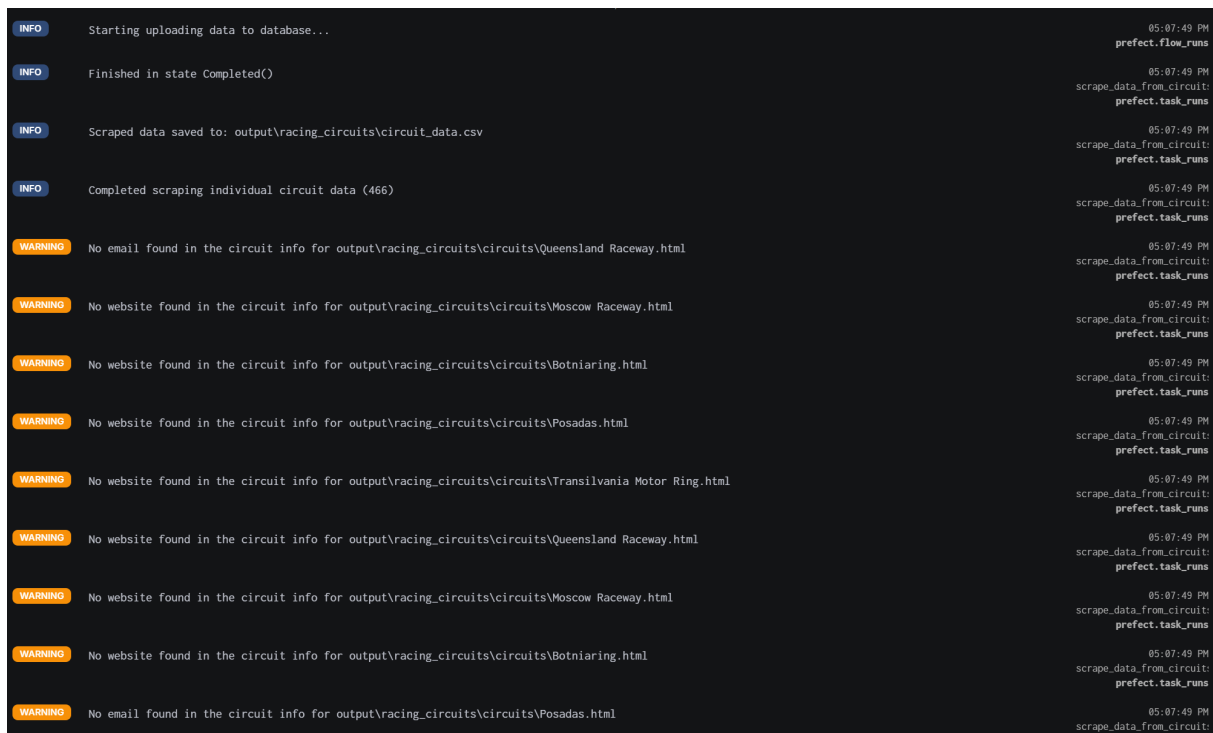 INFO Starting uploading data to database... 05:07:49 PM
prefect.flow_runs
INFO Finished in state Completed() 05:07:49 PM
scrape_data_from_circuit
prefect.task_runs
INFO Scraped data saved to: output\racing_circuits\circuit_data.csv 05:07:49 PM
scrape_data_from_circuit
prefect.task_runs
INFO Completed scraping individual circuit data (466) 05:07:49 PM
scrape_data_from_circuit
prefect.task_runs
WARNING No email found in the circuit info for output\racing_circuits\circuits\Queensland Raceway.html 05:07:49 PM
scrape_data_from_circuit
prefect.task_runs
WARNING No website found in the circuit info for output\racing_circuits\circuits\Moscow Raceway.html 05:07:49 PM
scrape_data_from_circuit
prefect.task_runs
WARNING No website found in the circuit info for output\racing_circuits\circuits\Botniaring.html 05:07:49 PM
scrape_data_from_circuit
prefect.task_runs
WARNING No website found in the circuit info for output\racing_circuits\circuits\Posadas.html 05:07:49 PM
scrape_data_from_circuit
prefect.task_runs
WARNING No website found in the circuit info for output\racing_circuits\circuits\Transilvania Motor Ring.html 05:07:49 PM
scrape_data_from_circuit
prefect.task_runs
WARNING No website found in the circuit info for output\racing_circuits\circuits\Queensland Raceway.html 05:07:49 PM
scrape_data_from_circuit
prefect.task_runs
WARNING No website found in the circuit info for output\racing_circuits\circuits\Moscow Raceway.html 05:07:49 PM
scrape_data_from_circuit
prefect.task_runs
WARNING No website found in the circuit info for output\racing_circuits\circuits\Botniaring.html 05:07:49 PM
scrape_data_from_circuit
prefect.task_runs
WARNING No email found in the circuit info for output\racing_circuits\circuits\Posadas.html 05:07:49 PM
scrape_data_from_circuit